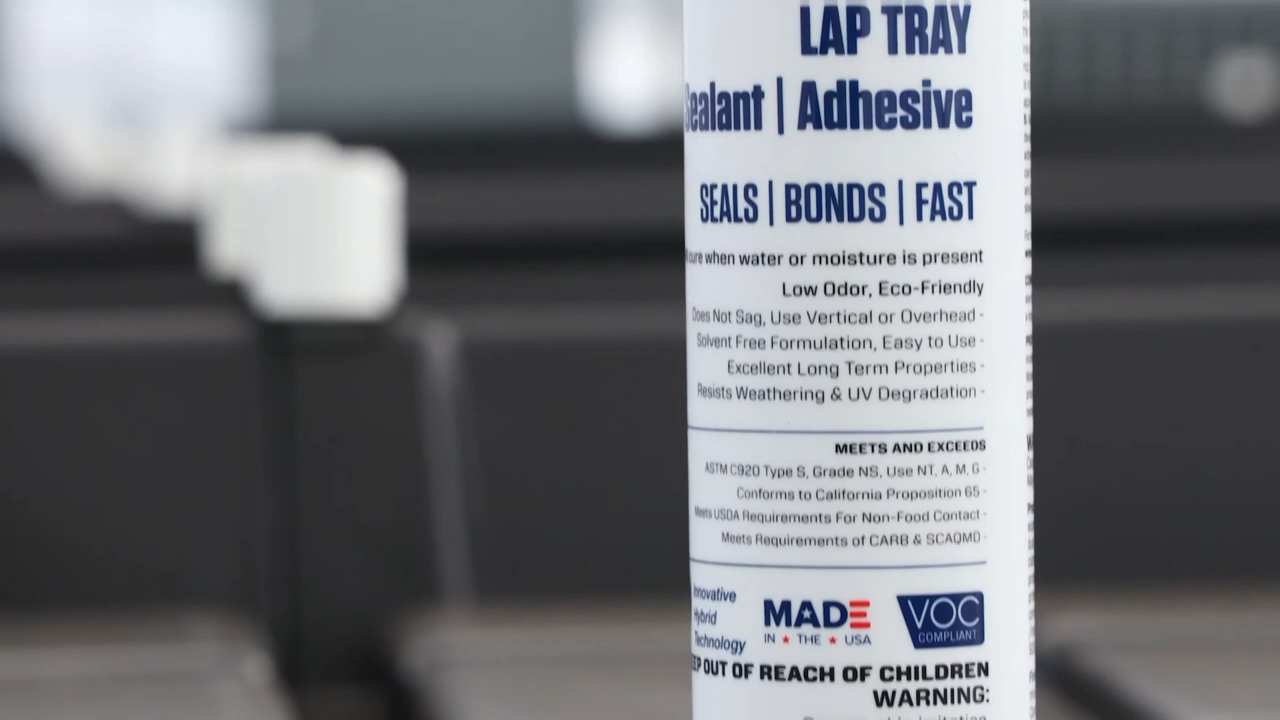 LAP TRAY
Sealant | Adhesive
SEALS | BONDS | FAST
cure when water or moisture is present
Low Odor, Eco-Friendly
Does Not Sag, Use Vertical or Overhead -
Solvent Free Formulation, Easy to Use -
Excellent Long Term Properties -
Resists Weathering & UV Degradation -
MEETS AND EXCEEDS
ASTM C920 Type S, Grade NS, Use NT, A, M, G -
Conforms to California Proposition 65 -
Meets USDA Requirements For Non-Food Contact -
Meets Requirements of CARB & SCAQMD -
Innovative
Hybrid
Technology
MADE
IN ★ THE ★ USA
VOC
COMPLIANT
EEP OUT OF REACH OF CHILDREN
WARNING: